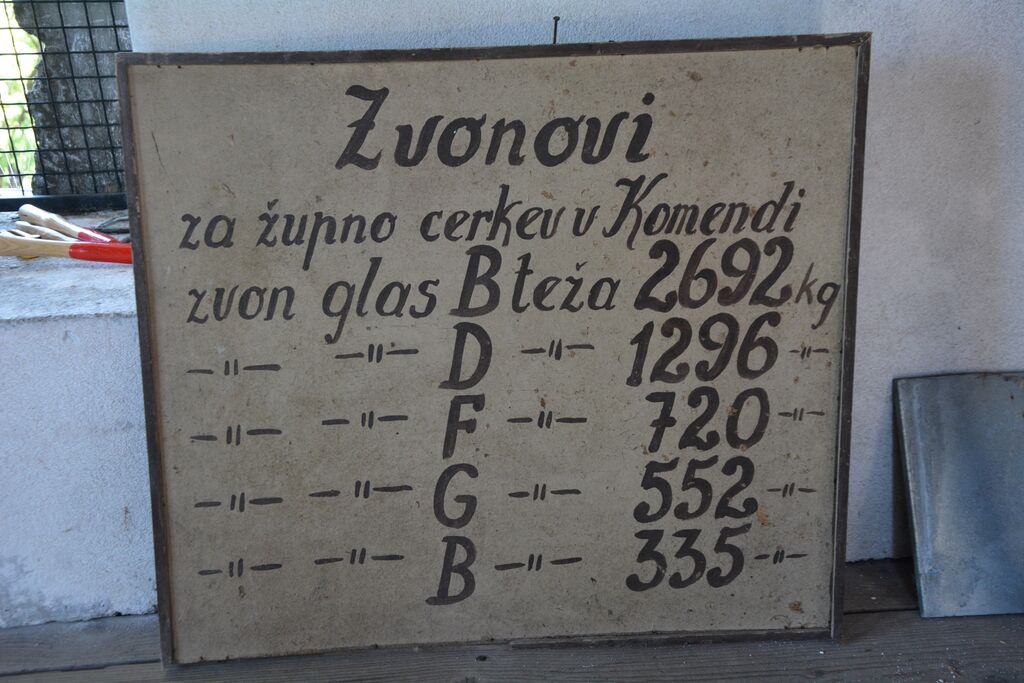 Zvonovi
za župno cerkev v Komendi
zvon glas B teža 2692 kg
—"— —"— D —"— 1296 —"—
—"— —"— F —"— 720 —"—
—"— —"— G —"— 552 —"—
—"— —"— B —"— 335 —"—